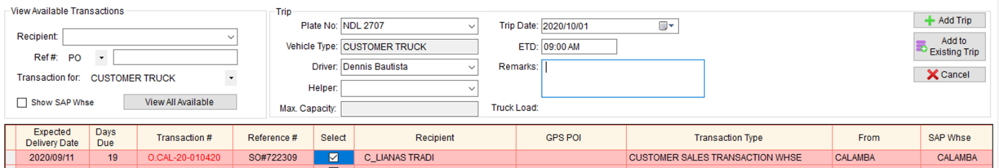 View Available Transactions
Recipient:
Ref #: PO
Transaction for: CUSTOMER TRUCK
Show SAP Whse
View All Available
Trip
Plate No: NDL 2707
Vehicle Type: CUSTOMER TRUCK
Driver: Dennis Bautista
Helper:
Max. Capacity:
Trip Date: 2020/10/01
ETD: 09:00 AM
Remarks:
Truck Load:
Add Trip
Add to
Existing Trip
Cancel
Expected Delivery Date Days Due Transaction # Reference # Select Recipient GPS POI Transaction Type From SAP Whse
2020/09/11 19 O.CAL-20-010420 SO#722309 C_LIANAS TRADI CUSTOMER SALES TRANSACTION WHSE CALAMBA CALAMBA